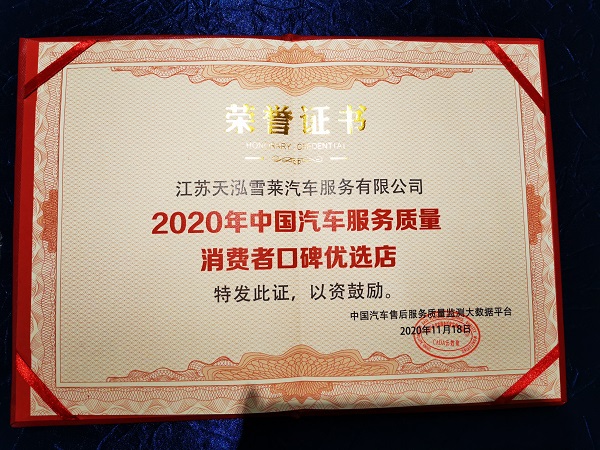 荣誉证书
HONORARY CREDENTIAL
江苏天泓雪莱汽车服务有限公司
2020年中国汽车服务质量
消费者口碑优选店
特发此证，以资鼓励。
中国汽车售后服务质量监测大数据平台
2020年11月18日